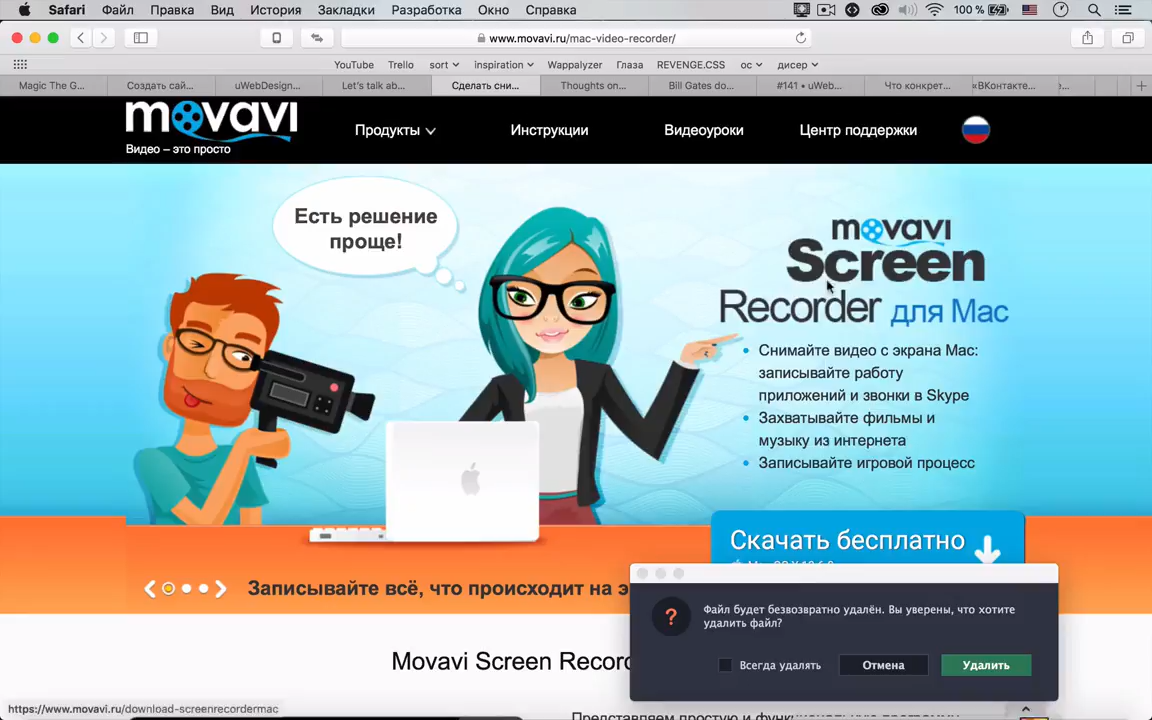 Safari Файл Правка Вид История Закладки Разработка Окно Справка 100 %
www.movavi.ru/mac-video-recorder/
YouTube Trello sort inspiration Wappalyzer Глаза REVENGE.CSS ос дисер
Magic The G... Создать сай... uWebDesign... Let's talk ab... Сделать сни... Thoughts on... Bill Gates do... #141 • uWeb... Что конкрет... «ВКонтакте...
movavi
Видео – это просто
Продукты Инструкции Видеоуроки Центр поддержки
Есть решение
проще!
movavi
Screen
Recorder для Mac
• Снимайте видео с экрана Mac:
записывайте работу
приложений и звонки в Skype
• Захватывайте фильмы и
музыку из интернета
• Записывайте игровой процесс
Скачать бесплатно
Записывайте всё, что происходит на э
Файл будет безвозвратно удалён. Вы уверены, что хотите
удалить файл?
Всегда удалять Отмена Удалить
Movavi Screen Recor
https://www.movavi.ru/download-screenrecordermac
Представляем простую и